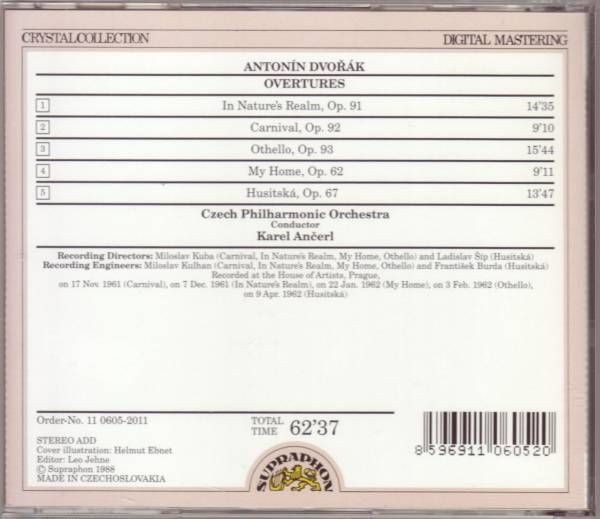 CRYSTALCOLLECTION DIGITAL MASTERING
ANTONÍN DVOŘÁK
OVERTURES
1 In Nature's Realm, Op. 91 14'35
2 Carnival, Op. 92 9'10
3 Othello, Op. 93 15'44
4 My Home, Op. 62 9'11
5 Husitská, Op. 67 13'47
Czech Philharmonic Orchestra
Conductor
Karel Ančerl
Recording Directors: Miloslav Kuba (Carnival, In Nature's Realm, My Home, Othello) and Ladislav Šíp (Husitská)
Recording Engineers: Miloslav Kulhan (Carnival, In Nature's Realm, My Home, Othello) and František Burda (Husitská)
Recorded at the House of Artists, Prague,
on 17 Nov. 1961 (Carnival), on 7 Dec. 1961 (In Nature's Realm), on 22 Jan. 1962 (My Home), on 3 Feb. 1962 (Othello),
on 9 Apr. 1962 (Husitská)
Order-No. 11 0605-2011
TOTAL TIME 62'37
STEREO ADD
Cover illustration: Helmut Ebnet
Editor: Leo Jehne
© Supraphon 1988
MADE IN CZECHOSLOVAKIA
SUPRAPHON
8 596911 060520